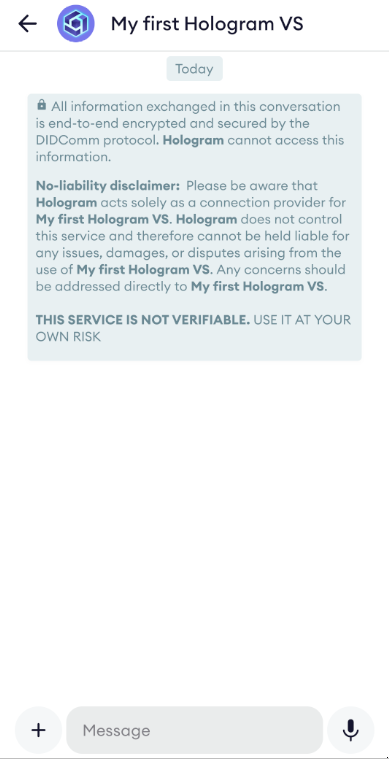 My first Hologram VS
Today
All information exchanged in this conversation
is end-to-end encrypted and secured by the
DIDComm protocol. Hologram cannot access this
information.
No-liability disclaimer: Please be aware that
Hologram acts solely as a connection provider for
My first Hologram VS. Hologram does not control
this service and therefore cannot be held liable for
any issues, damages, or disputes arising from the
use of My first Hologram VS. Any concerns should
be addressed directly to My first Hologram VS.
THIS SERVICE IS NOT VERIFIABLE. USE IT AT YOUR
OWN RISK
Message